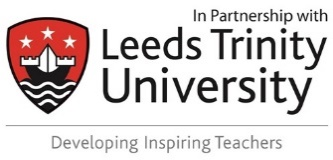 In Partnership with
Leeds Trinity
University
Developing Inspiring Teachers